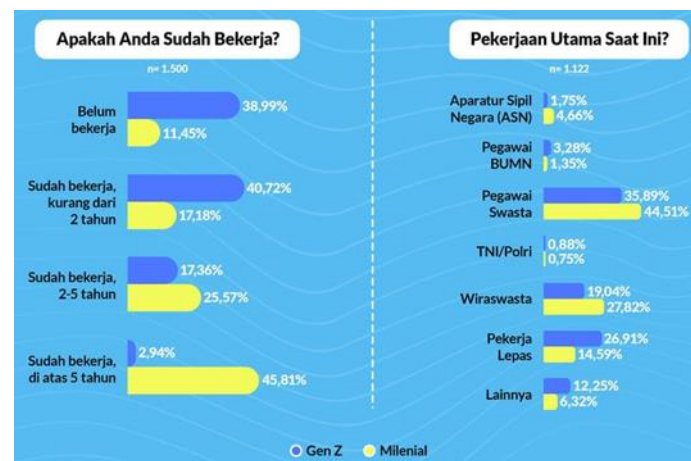 Apakah Anda Sudah Bekerja?
n= 1.500
Belum
bekerja
38,99%
11,45%
Sudah bekerja,
kurang dari
2 tahun
40,72%
17,18%
Sudah bekerja,
2-5 tahun
17,36%
25,57%
Sudah bekerja,
di atas 5 tahun
2,94%
45,81%
Pekerjaan Utama Saat Ini?
n= 1.122
Aparatur Sipil
Negara (ASN)
1,75%
4,66%
Pegawai
BUMN
3,28%
1,35%
Pegawai
Swasta
35,89%
44,51%
TNI/Polri
0,88%
0,75%
Wiraswasta
19,04%
27,82%
Pekerja
Lepas
26,91%
14,59%
Lainnya
12,25%
6,32%
Gen Z
Milenial